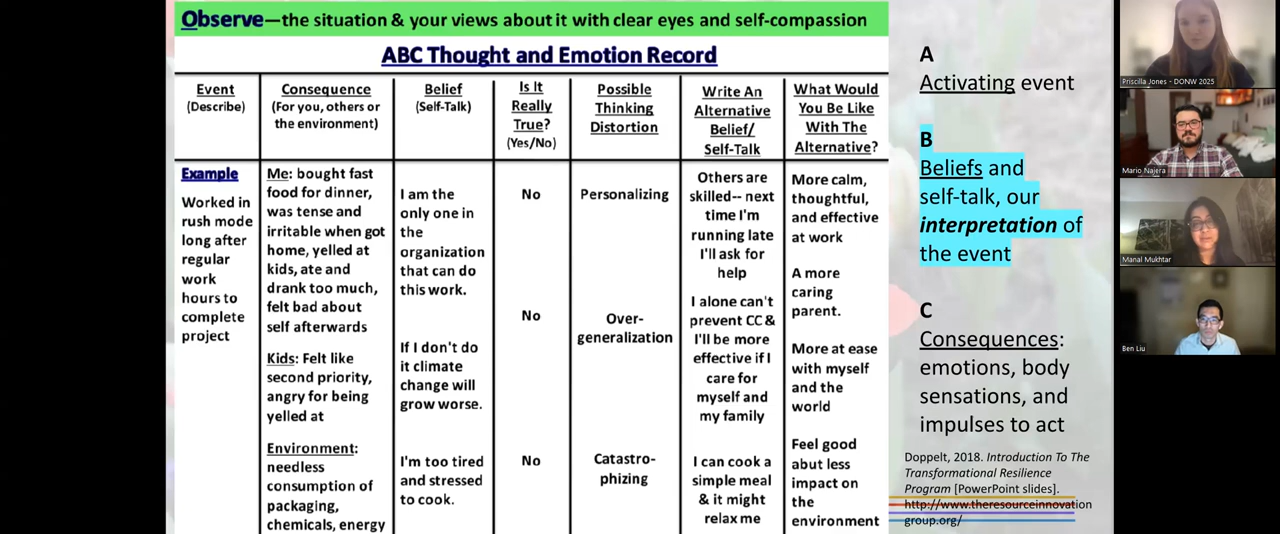 Observe—the situation & your views about it with clear eyes and self-compassion
ABC Thought and Emotion Record
Event
(Describe)
Consequence
(For you, others or
the environment)
Belief
(Self-Talk)
Is It
Really
True?
(Yes/No)
Possible
Thinking
Distortion
Write An
Alternative
Belief/
Self-Talk
What Would
You Be Like
With The
Alternative?
Example
Worked in
rush mode
long after
regular
work
hours to
complete
project
Me: bought fast
food for dinner,
was tense and
irritable when got
home, yelled at
kids, ate and
drank too much,
felt bad about
self afterwards
Kids: Felt like
second priority,
angry for being
yelled at
Environment:
needless
consumption of
packaging,
chemicals, energy
I am the
only one in
the
organization
that can do
this work.
If I don't do
it climate
change will
grow worse.
I'm too tired
and stressed
to cook.
No
No
No
Personalizing
Over-
generalization
Catastro-
phizing
Others are
skilled-- next
time I'm
running late
I'll ask for
help
I alone can't
prevent CC &
I'll be more
effective if I
care for
myself and
my family
I can cook a
simple meal
& it might
relax me
More calm,
thoughtful,
and effective
at work
A more
caring
parent.
More at ease
with myself
and the
world
Feel good
abut less
impact on
the
environment
A
Activating event
B
Beliefs and
self-talk, our
interpretation of
the event
C
Consequences:
emotions, body
sensations, and
impulses to act
Doppelt, 2018. Introduction To The
Transformational Resilience
Program [PowerPoint slides].
http://www.theresourceinnovation
group.org/
Priscilla Jones - DONW 2025
Mario Najera
Manal Mukhtar
Ben Liu